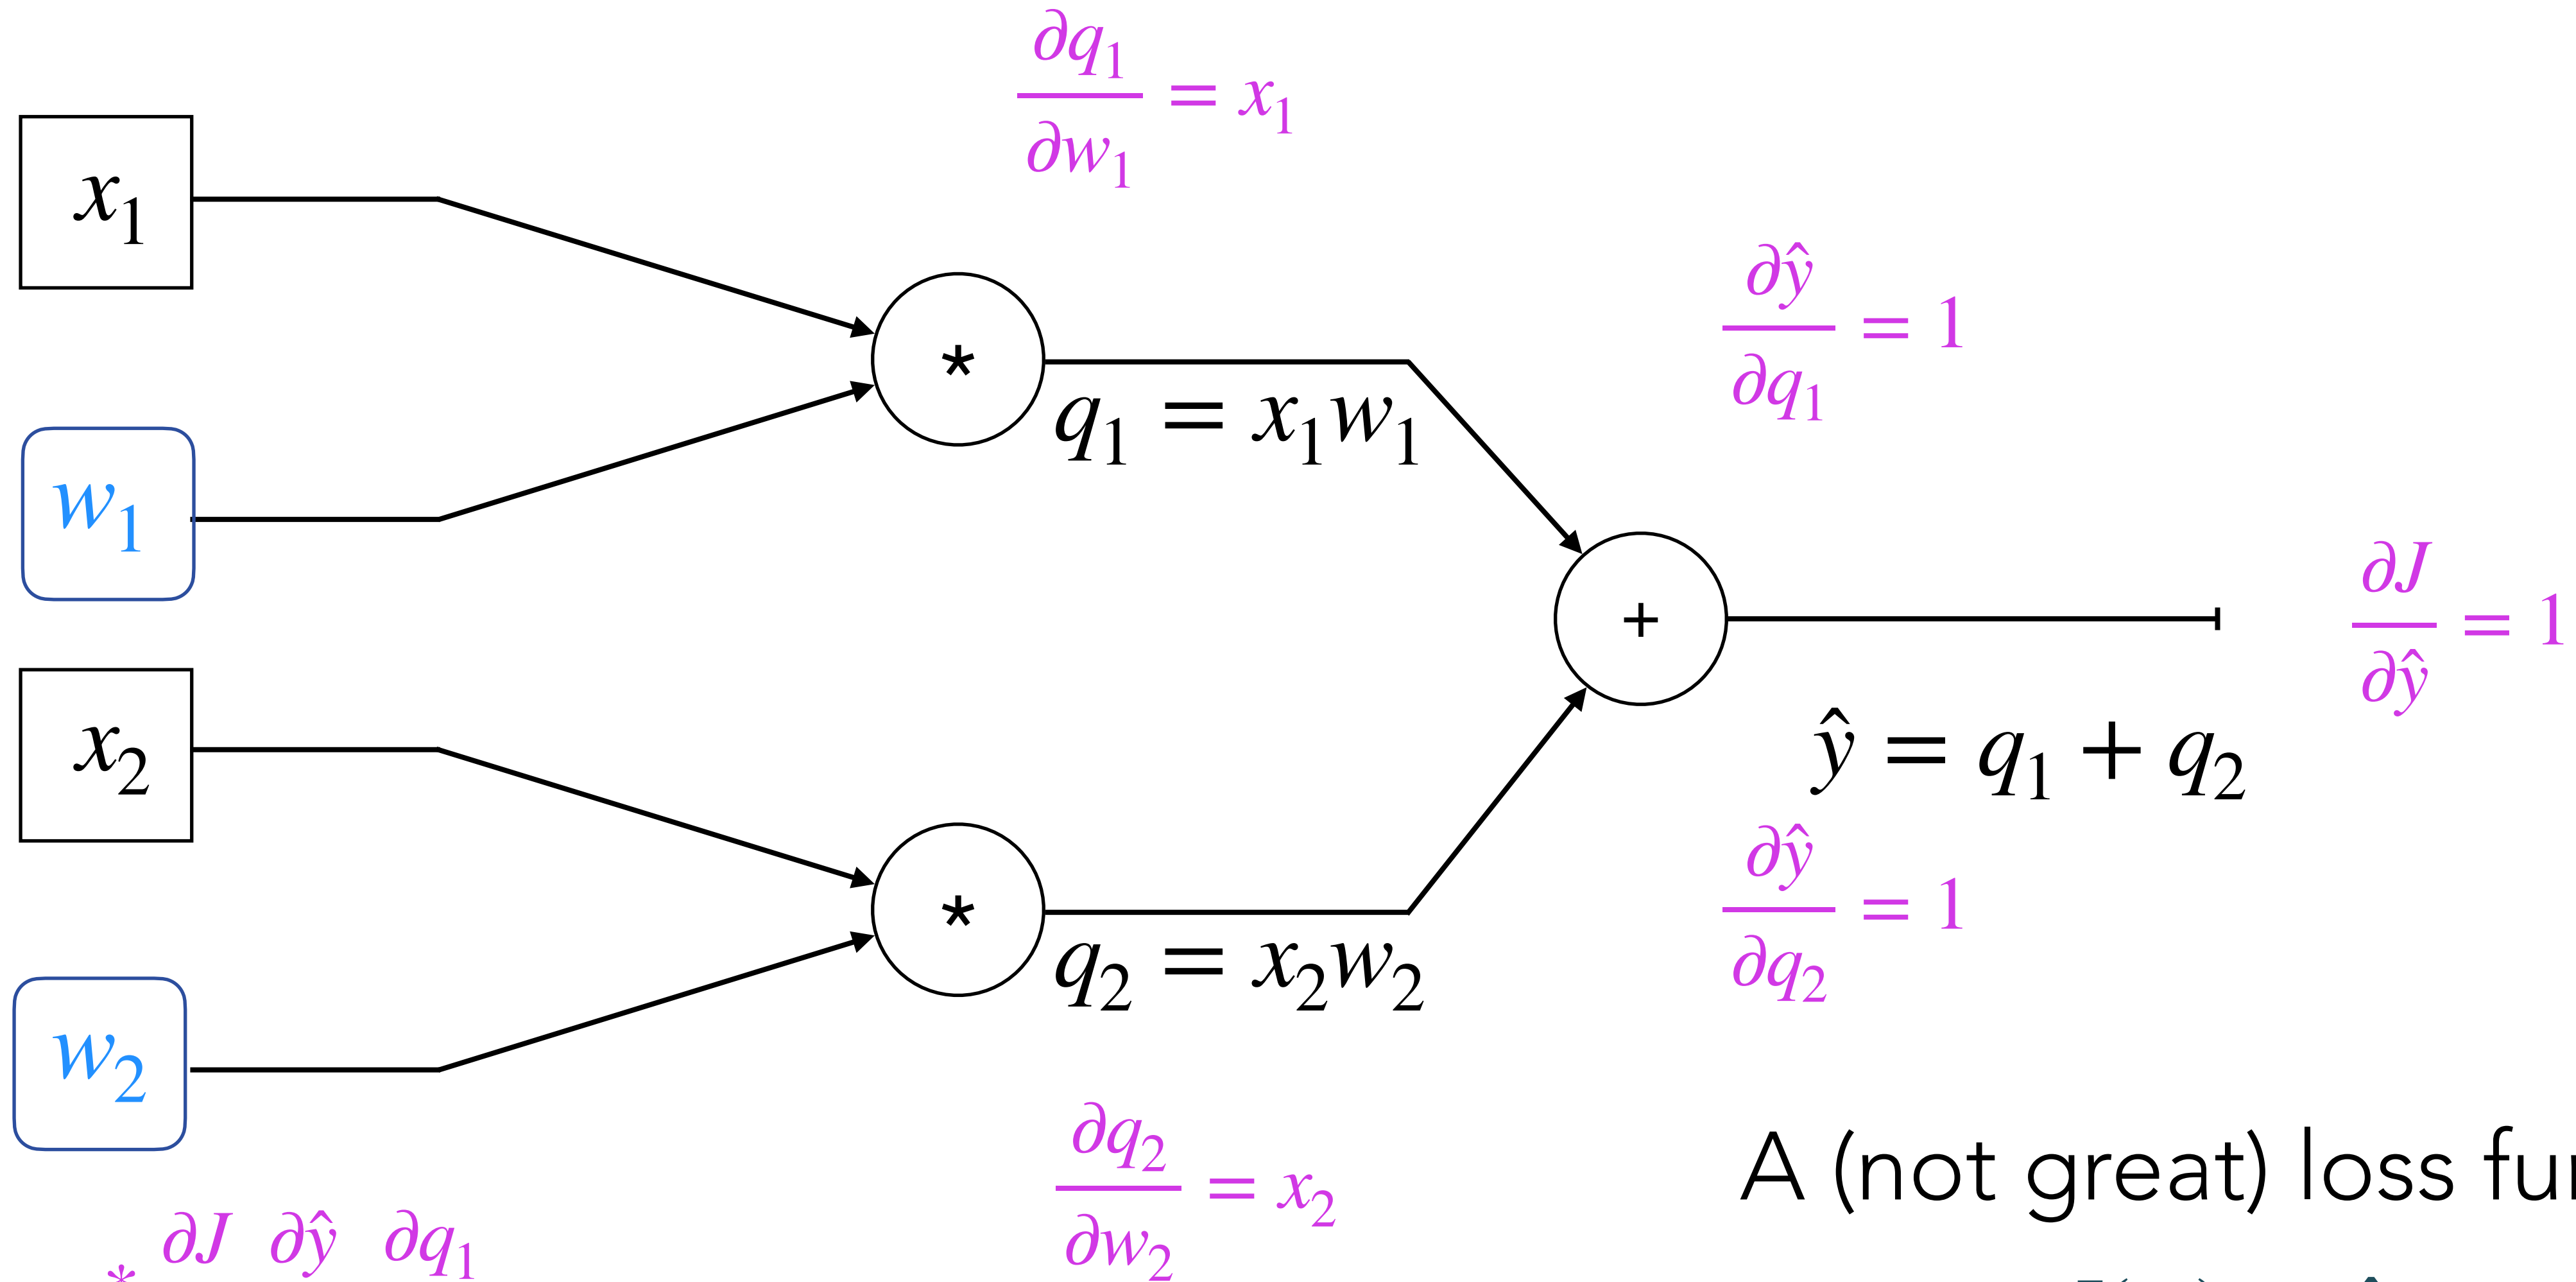 ∂q₁/∂w₁ = x₁
x₁
∂ŷ/∂q₁ = 1
*
q₁ = x₁w₁
w₁
+
∂J/∂ŷ = 1
x₂
ŷ = q₁ + q₂
∂ŷ/∂q₂ = 1
*
q₂ = x₂w₂
w₂
∂q₂/∂w₂ = x₂
A (not great) loss
* ∂J ∂ŷ ∂q₁